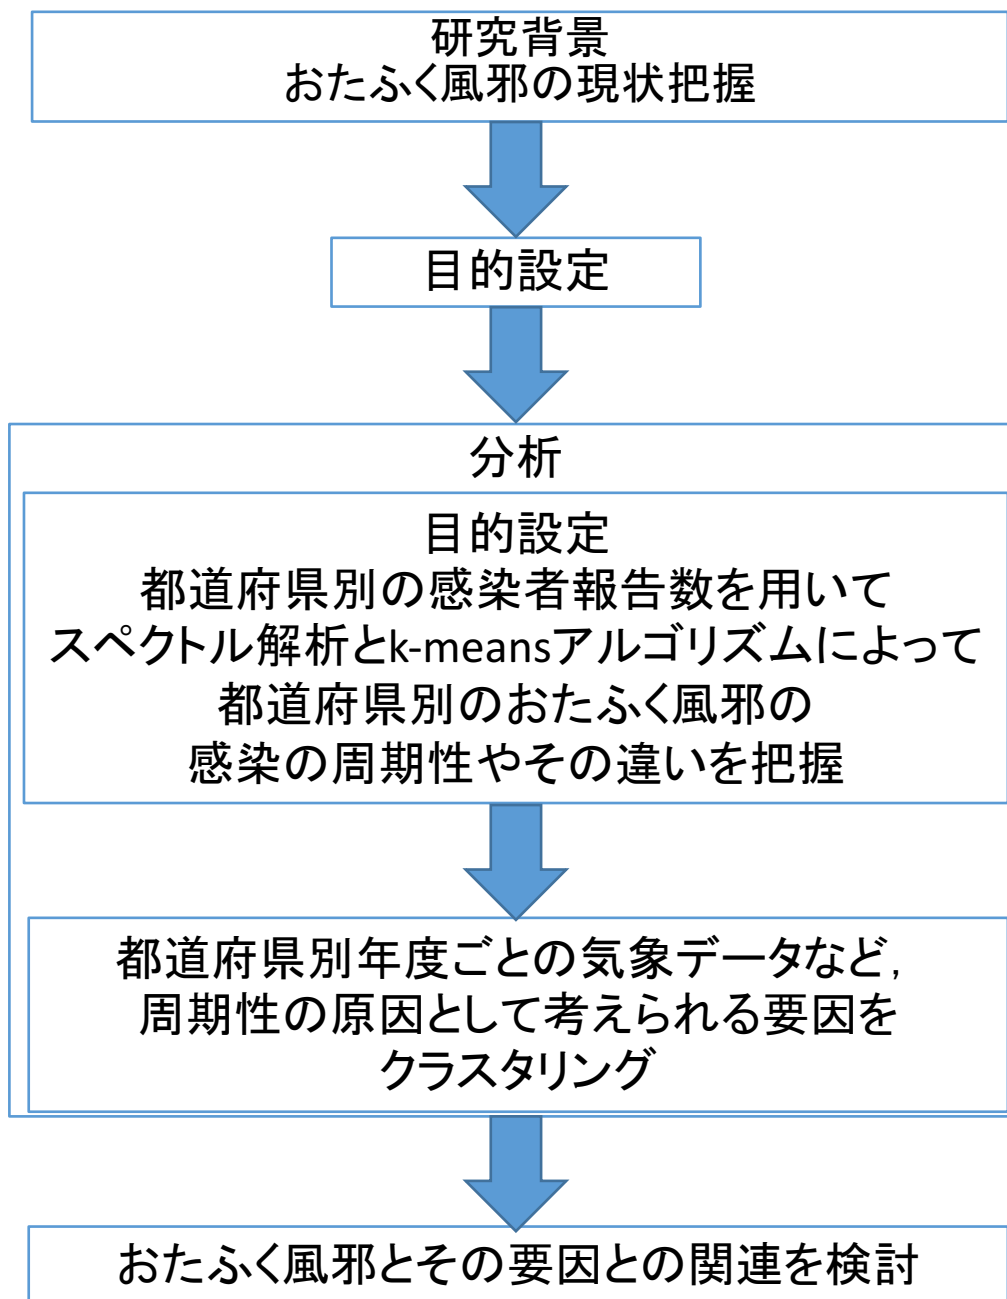 研究背景
おたふく風邪の現状把握
目的設定
分析
目的設定
都道府県別の感染者報告数を用いて
スペクトル解析とk-meansアルゴリズムによって
都道府県別のおたふく風邪の
感染の周期性やその違いを把握
都道府県別年度ごとの気象データなど,
周期性の原因として考えられる要因を
クラスタリング
おたふく風邪とその要因との関連を検討